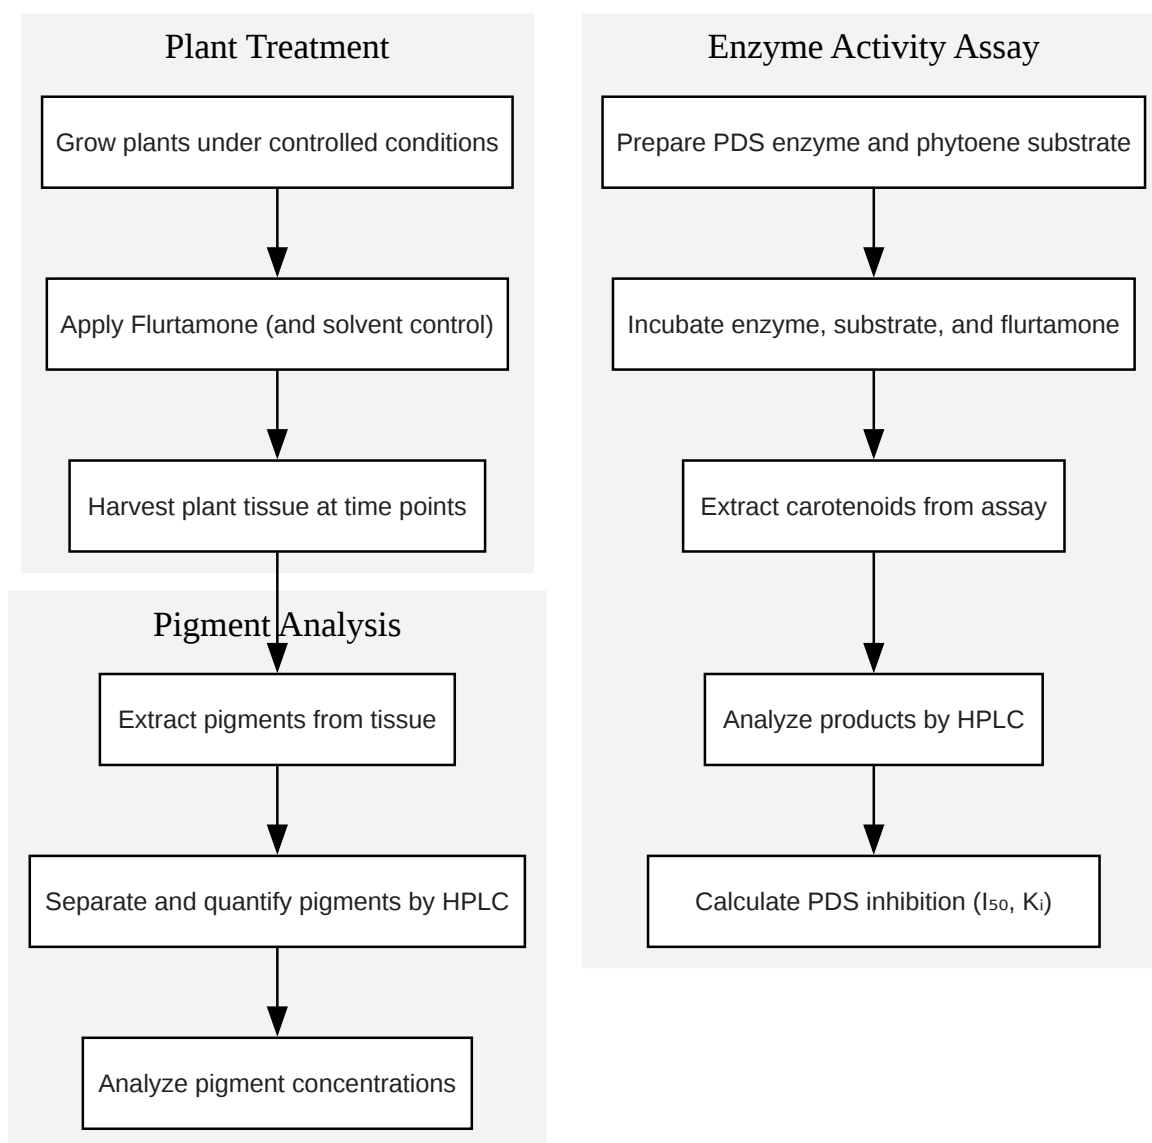 Plant Treatment
Grow plants under controlled conditions
Apply Flurtamone (and solvent control)
Harvest plant tissue at time points
Pigment Analysis
Extract pigments from tissue
Separate and quantify pigments by HPLC
Analyze pigment concentrations
Enzyme Activity Assay
Prepare PDS enzyme and phytoene substrate
Incubate enzyme, substrate, and flurtamone
Extract carotenoids from assay
Analyze products by HPLC
Calculate PDS inhibition (I₅₀, Kᵢ)